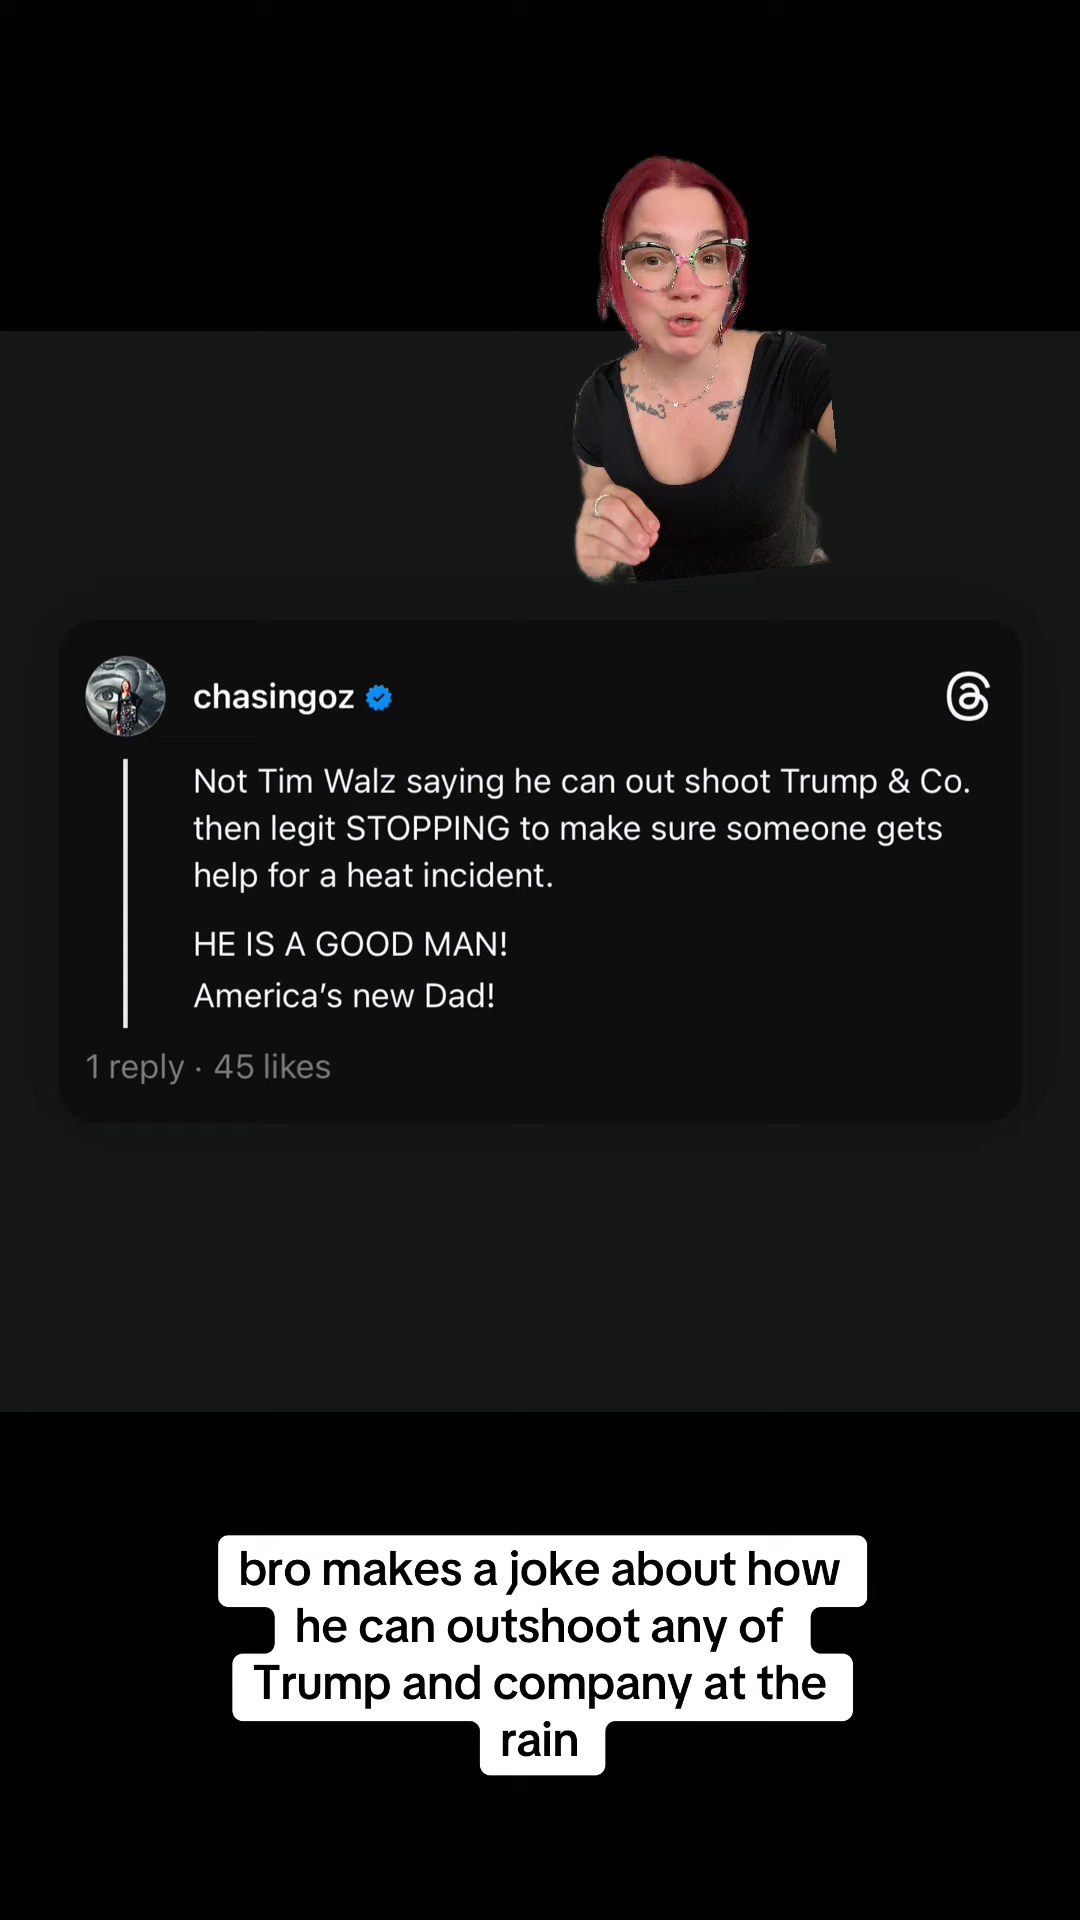 chasingoz
Not Tim Walz saying he can out shoot Trump & Co.
then legit STOPPING to make sure someone gets
help for a heat incident.
HE IS A GOOD MAN!
America’s new Dad!
1 reply · 45 likes
bro makes a joke about how
he can outshoot any of
Trump and company at the
rain